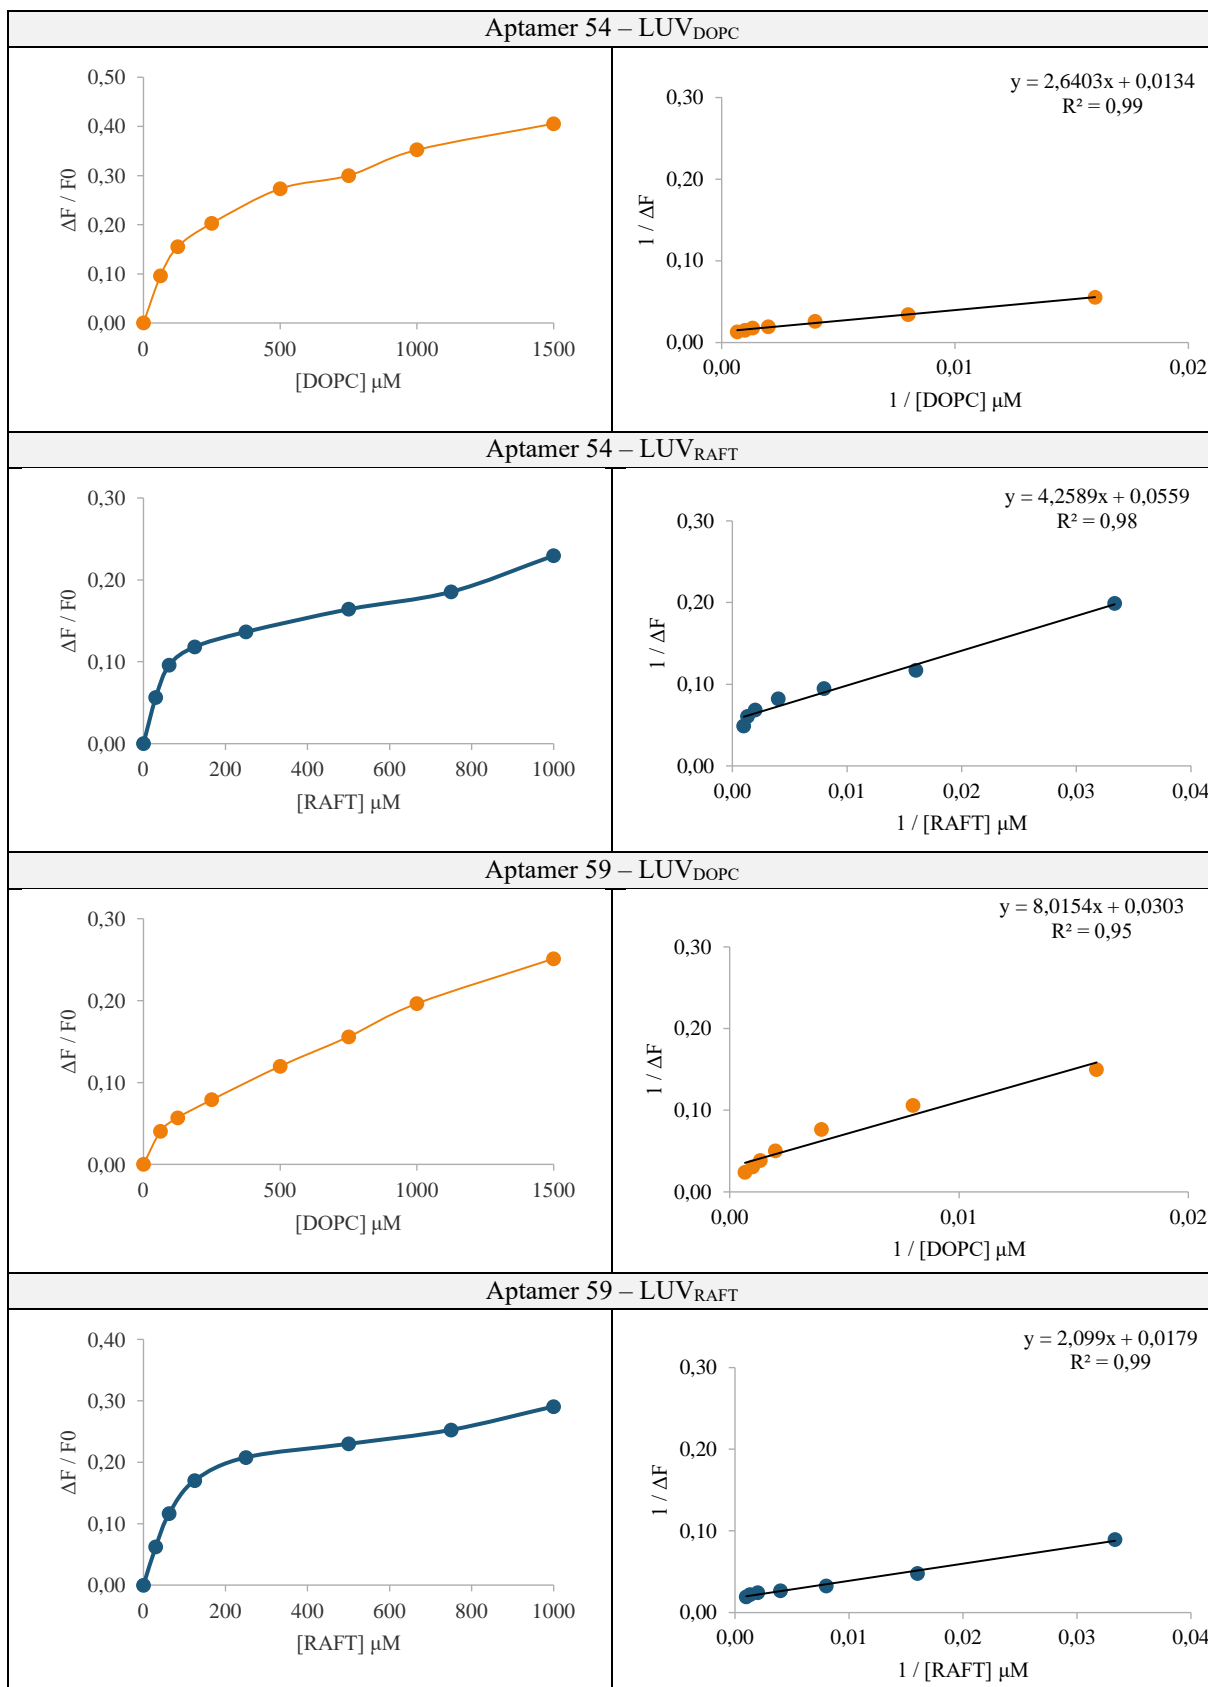 Aptamer 54 – LUVDOPC
0,50
0,40
0,30
0,20
0,10
0,00
ΔF / F0
0 500 1000 1500
[DOPC] μM
y = 2,6403x + 0,0134
R² = 0,99
0,30
0,20
0,10
0,00
1 / ΔF
0,00 0,01 0,02
1 / [DOPC] μM
Aptamer 54 – LUVRAFT
0,30
0,20
0,10
0,00
ΔF / F0
0 200 400 600 800 1000
[RAFT] μM
y = 4,2589x + 0,0559
R² = 0,98
0,30
0,20
0,10
0,00
1 / ΔF
0,00 0,01 0,02 0,03 0,04
1 / [RAFT] μM
Aptamer 59 – LUVDOPC
0,30
0,20
0,10
0,00
ΔF / F0
0 500 1000 1500
[DOPC] μM
y = 8,0154x + 0,0303
R² = 0,95
0,30
0,20
0,10
0,00
1 / ΔF
0,00 0,01 0,02
1 / [DOPC] μM
Aptamer 59 – LUVRAFT
0,40
0,30
0,20
0,10
0,00
ΔF / F0
0 200 400 600 800 1000
[RAFT] μM
y = 2,099x + 0,0179
R² = 0,99
0,30
0,20
0,10
0,00
1 / ΔF
0,00 0,01 0,02 0,03 0,04
1 / [RAFT] μM